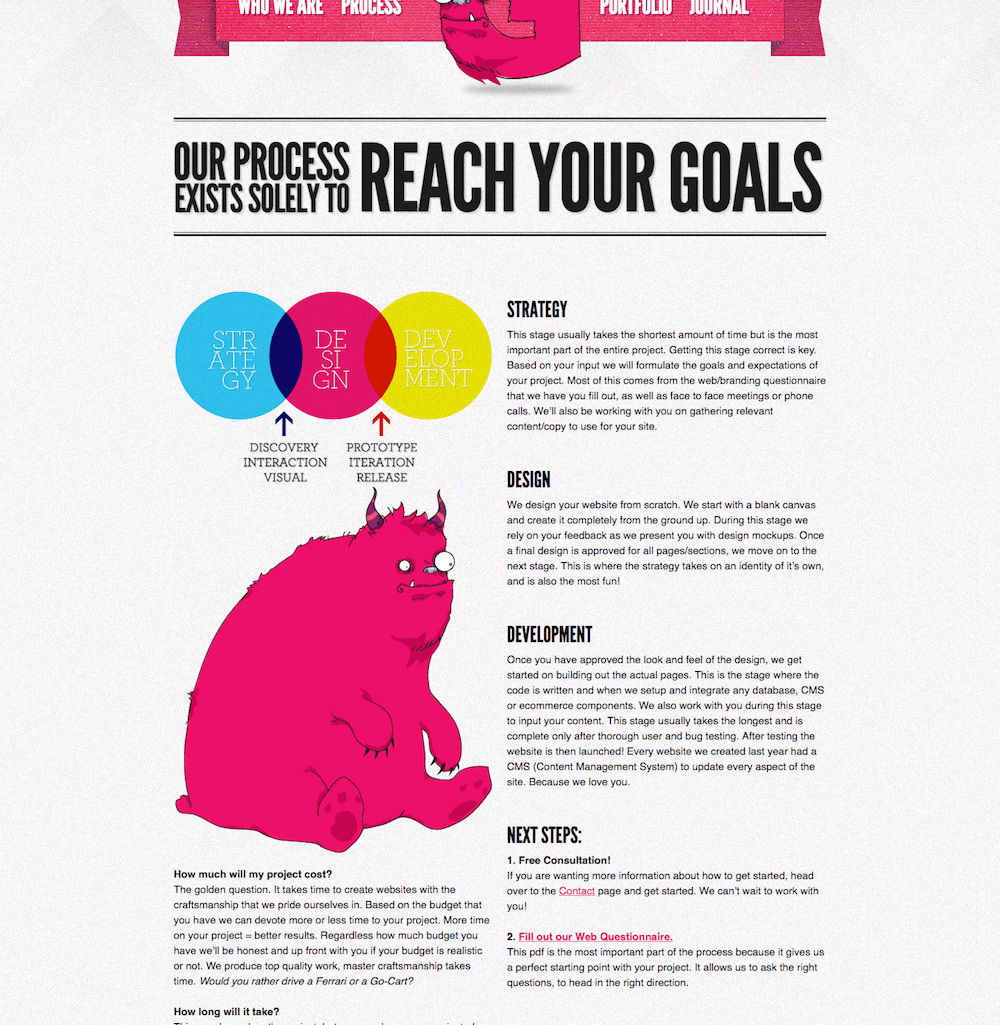 WHO WE ARE PROCESS PORTFOLIO JOURNAL
OUR PROCESS
EXISTS SOLELY TO
REACH YOUR GOALS
STR
ATE
GY
DE
SI
GN
DEV
ELOP
MENT
DISCOVERY
INTERACTION
VISUAL
PROTOTYPE
ITERATION
RELEASE
How much will my project cost?
The golden question. It takes time to create websites with the
craftsmanship that we pride ourselves in. Based on the budget that
you have we can devote more or less time to your project. More time
on your project = better results. Regardless how much budget you
have we'll be honest and up front with you if your budget is realistic
or not. We produce top quality work, master craftsmanship takes
time. Would you rather drive a Ferrari or a Go-Cart?
How long will it take?
STRATEGY
This stage usually takes the shortest amount of time but is the most
important part of the entire project. Getting this stage correct is key.
Based on your input we will formulate the goals and expectations of
your project. Most of this comes from the web/branding questionnaire
that we have you fill out, as well as face to face meetings or phone
calls. We'll also be working with you on gathering relevant
content/copy to use for your site.
DESIGN
We design your website from scratch. We start with a blank canvas
and create it completely from the ground up. During this stage we
rely on your feedback as we present you with design mockups. Once
a final design is approved for all pages/sections, we move on to the
next stage. This is where the strategy takes on an identity of it's own,
and is also the most fun!
DEVELOPMENT
Once you have approved the look and feel of the design, we get
started on building out the actual pages. This is the stage where the
code is written and when we setup and integrate any database, CMS
or ecommerce components. We also work with you during this stage
to input your content. This stage usually takes the longest and is
complete only after thorough user and bug testing. After testing the
website is then launched! Every website we created last year had a
CMS (Content Management System) to update every aspect of the
site. Because we love you.
NEXT STEPS:
1. Free Consultation!
If you are wanting more information about how to get started, head
over to the Contact page and get started. We can't wait to work with
you!
2. Fill out our Web Questionnaire.
This pdf is the most important part of the process because it gives us
a perfect starting point with your project. It allows us to ask the right
questions, to head in the right direction.